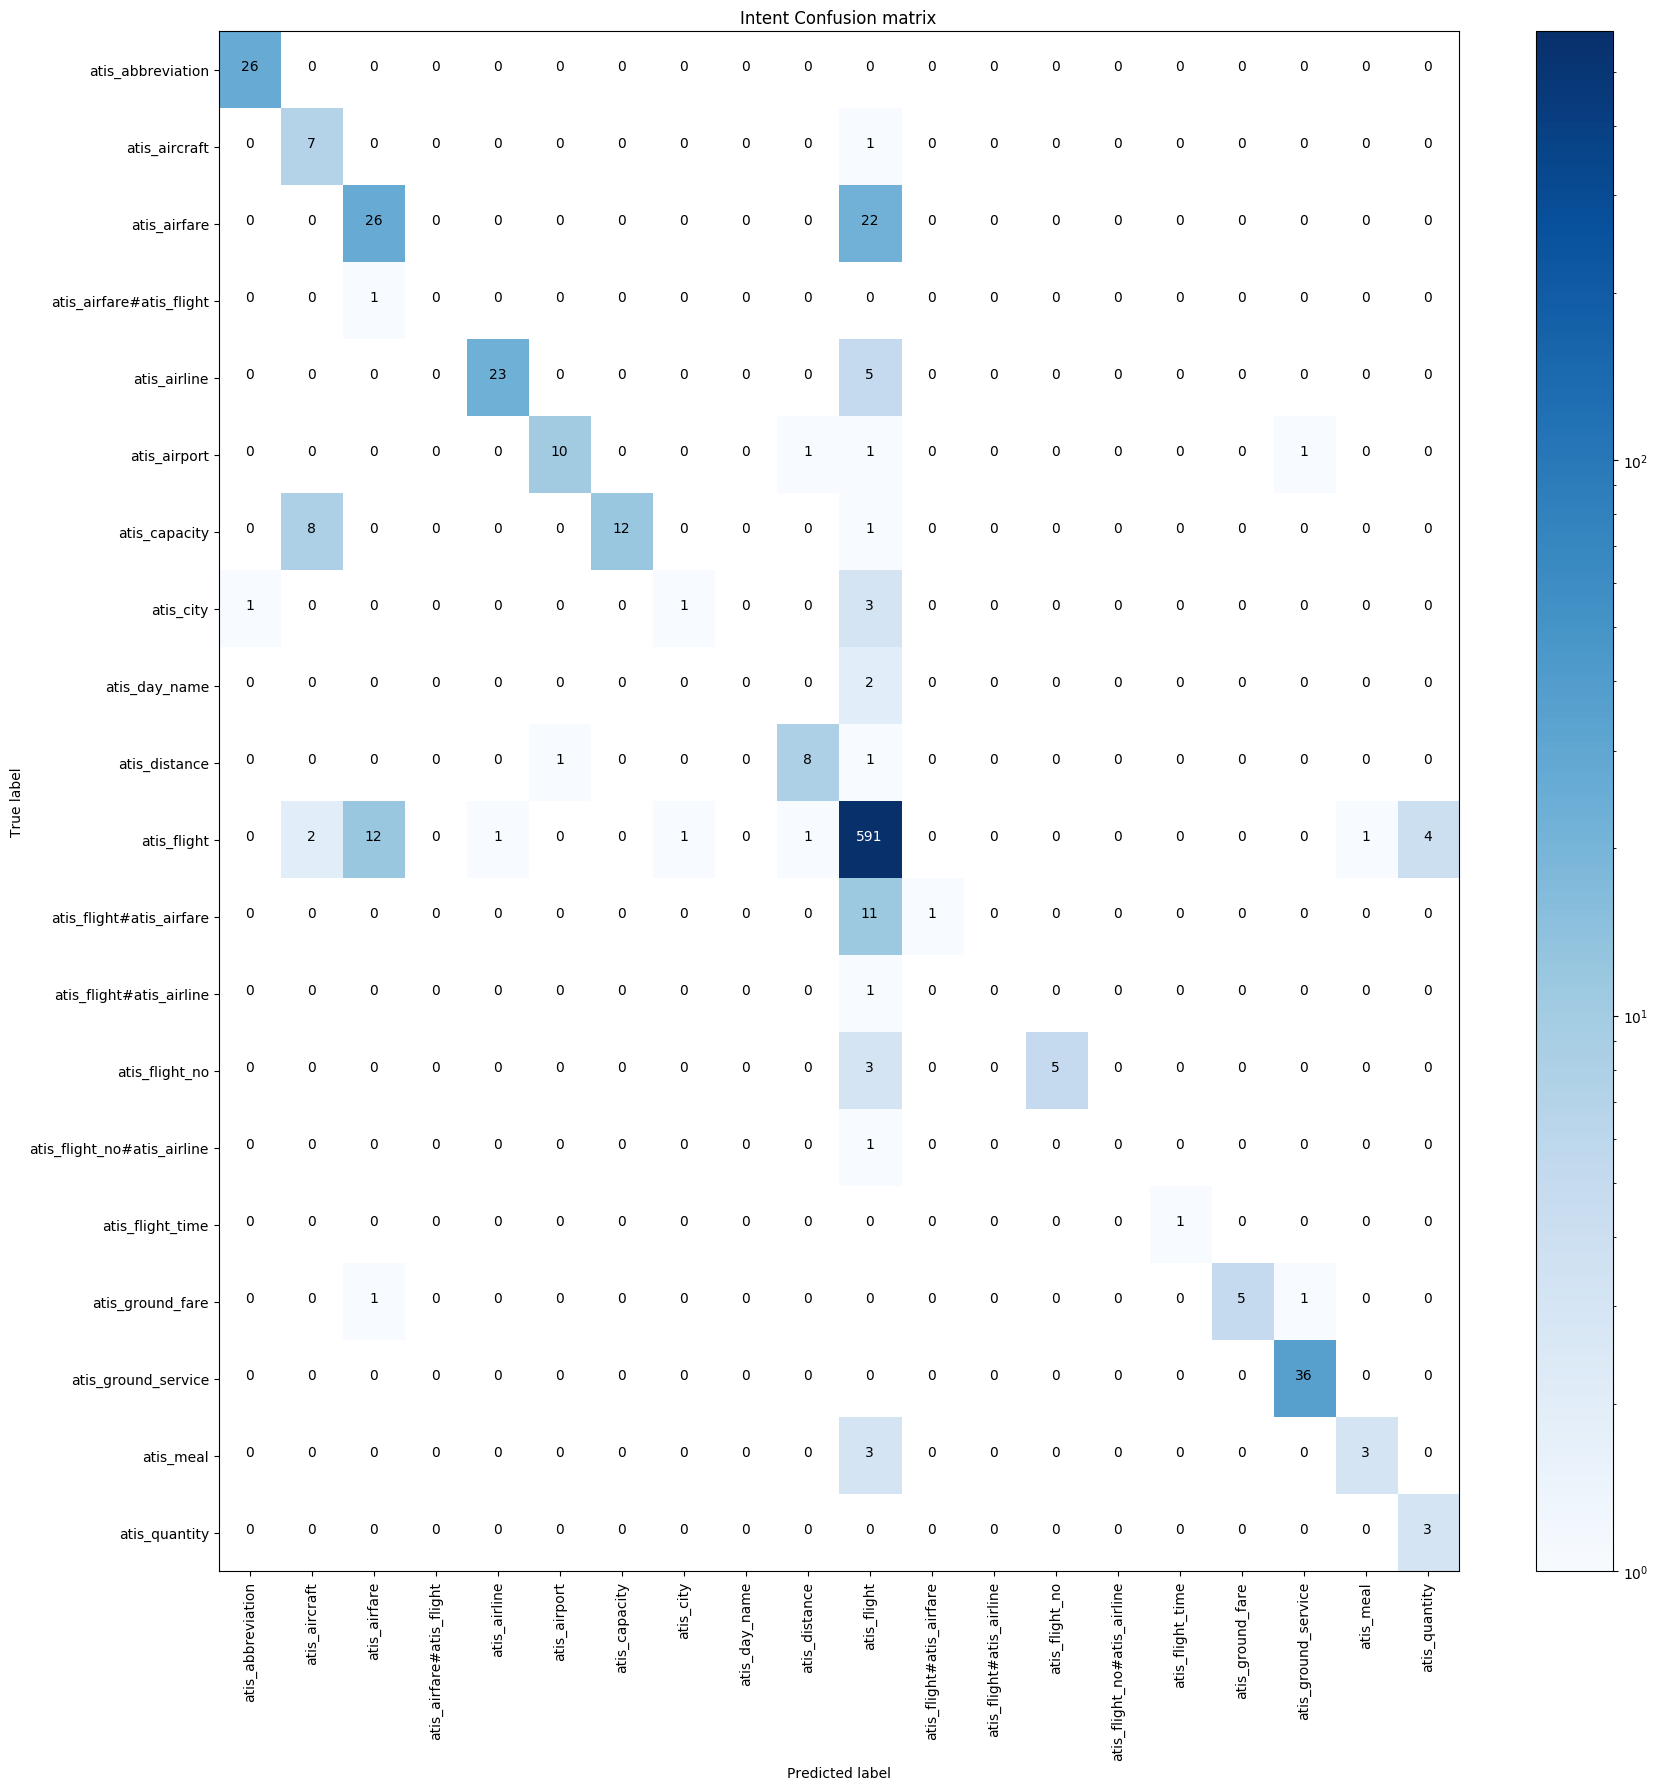 Intent Confusion matrix
atis_abbreviation 26 0 0 0 0 0 0 0 0 0 0 0 0 0 0 0 0 0 0 0
atis_aircraft 0 7 0 0 0 0 0 0 0 0 1 0 0 0 0 0 0 0 0 0
atis_airfare 0 0 26 0 0 0 0 0 0 0 22 0 0 0 0 0 0 0 0 0
atis_airfare#atis_flight 0 0 1 0 0 0 0 0 0 0 0 0 0 0 0 0 0 0 0 0
atis_airline 0 0 0 0 23 0 0 0 0 0 5 0 0 0 0 0 0 0 0 0
atis_airport 0 0 0 0 0 10 0 0 0 1 1 0 0 0 0 0 0 1 0 0
atis_capacity 0 8 0 0 0 0 12 0 0 0 1 0 0 0 0 0 0 0 0 0
atis_city 1 0 0 0 0 0 0 1 0 0 3 0 0 0 0 0 0 0 0 0
atis_day_name 0 0 0 0 0 0 0 0 0 0 2 0 0 0 0 0 0 0 0 0
atis_distance 0 0 0 0 0 1 0 0 0 8 1 0 0 0 0 0 0 0 0 0
atis_flight 0 2 12 0 1 0 0 1 0 1 591 0 0 0 0 0 0 0 1 4
atis_flight#atis_airfare 0 0 0 0 0 0 0 0 0 0 11 1 0 0 0 0 0 0 0 0
atis_flight#atis_airline 0 0 0 0 0 0 0 0 0 0 1 0 0 0 0 0 0 0 0 0
atis_flight_no 0 0 0 0 0 0 0 0 0 0 3 0 0 5 0 0 0 0 0 0
atis_flight_no#atis_airline 0 0 0 0 0 0 0 0 0 0 1 0 0 0 0 0 0 0 0 0
atis_flight_time 0 0 0 0 0 0 0 0 0 0 0 0 0 0 0 1 0 0 0 0
atis_ground_fare 0 0 1 0 0 0 0 0 0 0 0 0 0 0 0 0 5 1 0 0
atis_ground_service 0 0 0 0 0 0 0 0 0 0 0 0 0 0 0 0 0 36 0 0
atis_meal 0 0 0 0 0 0 0 0 0 0 3 0 0 0 0 0 0 0 3 0
atis_quantity 0 0 0 0 0 0 0 0 0 0 0 0 0 0 0 0 0 0 0 3
True label
atis_abbreviation
atis_aircraft
atis_airfare
atis_airfare#atis_flight
atis_airline
atis_airport
atis_capacity
atis_city
atis_day_name
atis_distance
atis_flight
atis_flight#atis_airfare
atis_flight#atis_airline
atis_flight_no
atis_flight_no#atis_airline
atis_flight_time
atis_ground_fare
atis_ground_service
atis_meal
atis_quantity
Predicted label
10²
10¹
10⁰